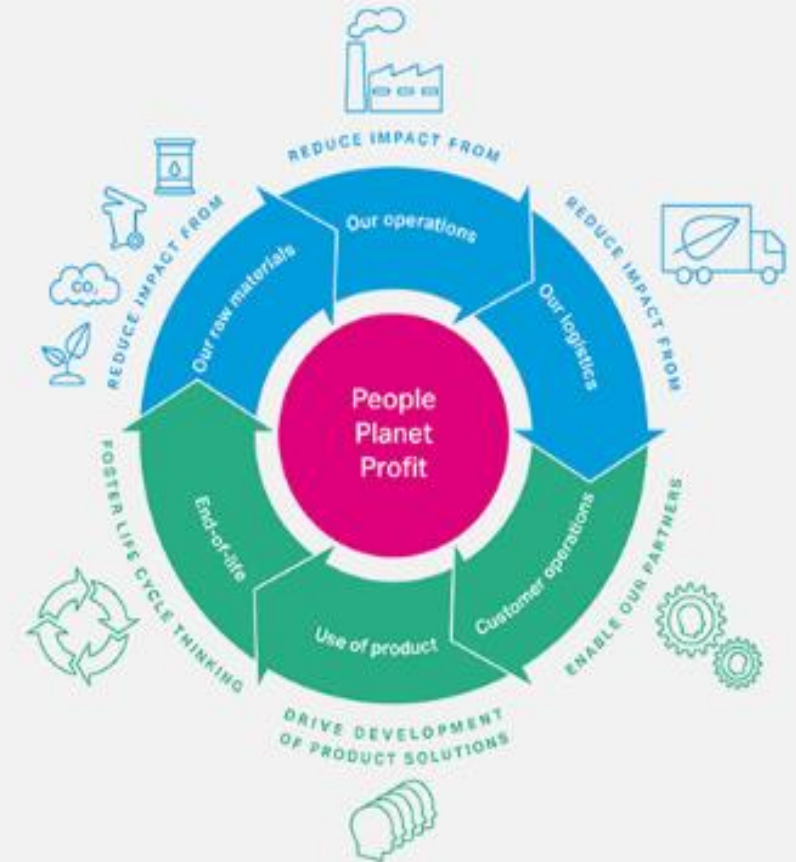 REDUCE IMPACT FROM
Our operations
REDUCE IMPACT FROM
Our logistics
ENABLE OUR PARTNERS
Customer operations
DRIVE DEVELOPMENT
OF PRODUCT SOLUTIONS
Use of product
FOSTER LIFE CYCLE THINKING
End-of-life
REDUCE IMPACT FROM
Our raw materials
CO₂
People
Planet
Profit